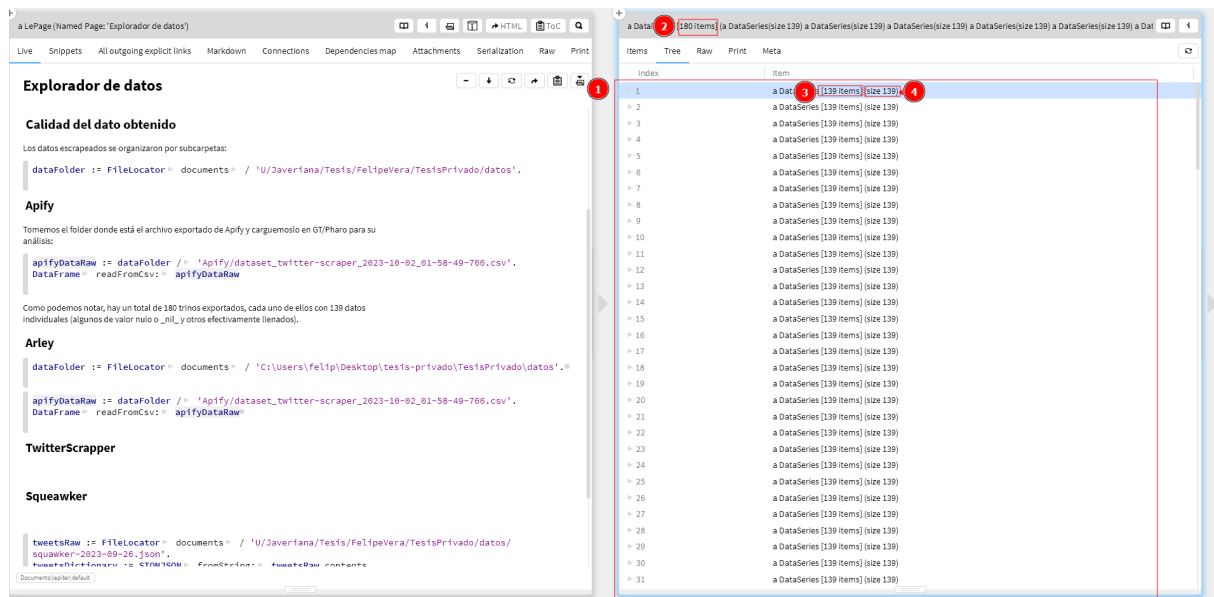 a LePage (Named Page: 'Explorador de datos')
HTML
ToC
Live Snippets All outgoing explicit links Markdown Connections Dependencies map Attachments Serialization Raw Print
Explorador de datos
Calidad del dato obtenido
Los datos escrapeados se organizaron por subcarpetas:
dataFolder := FileLocator documents / 'U/Javeriana/Tesis/FelipeVera/TesisPrivado/datos'.
Apify
Tomemos el folder donde está el archivo exportado de Apify y carguemoslo en GT/Pharo para su
análisis:
apifyDataRaw := dataFolder / 'Apify/dataset_twitter-scraper_2023-10-02_01-58-49-766.csv'.
DataFrame readFromCsv: apifyDataRaw
Como podemos notar, hay un total de 180 trinos exportados, cada uno de ellos con 139 datos
individuales (algunos de valor nulo o _nil_ y otros efectivamente llenados).
Arley
dataFolder := FileLocator documents / 'C:\Users\felip\Desktop\tesis-privado\TesisPrivado\datos'.
apifyDataRaw := dataFolder / 'Apify/dataset_twitter-scraper_2023-10-02_01-58-49-766.csv'.
DataFrame readFromCsv: apifyDataRaw
TwitterScrapper
Squeawker
tweetsRaw := FileLocator documents / 'U/Javeriana/Tesis/FelipeVera/TesisPrivado/datos/
squawker-2023-09-26.json'.
tweetsDictionary := STONJSON fromString: tweetsRaw contents
Documents\lepiter\default
a Data 2 [180 items] (a DataSeries(size 139) a DataSeries(size 139) a DataSeries(size 139) a DataSeries(size 139) a DataSeries(size 139) a Dat
Items Tree Raw Print Meta
Index Item
1
1 a Dat 3 s [139 items] (size 139) 4
2 a DataSeries [139 items] (size 139)
3 a DataSeries [139 items] (size 139)
4 a DataSeries [139 items] (size 139)
5 a DataSeries [139 items] (size 139)
6 a DataSeries [139 items] (size 139)
7 a DataSeries [139 items] (size 139)
8 a DataSeries [139 items] (size 139)
9 a DataSeries [139 items] (size 139)
10 a DataSeries [139 items] (size 139)
11 a DataSeries [139 items] (size 139)
12 a DataSeries [139 items] (size 139)
13 a DataSeries [139 items] (size 139)
14 a DataSeries [139 items] (size 139)
15 a DataSeries [139 items] (size 139)
16 a DataSeries [139 items] (size 139)
17 a DataSeries [139 items] (size 139)
18 a DataSeries [139 items] (size 139)
19 a DataSeries [139 items] (size 139)
20 a DataSeries [139 items] (size 139)
21 a DataSeries [139 items] (size 139)
22 a DataSeries [139 items] (size 139)
23 a DataSeries [139 items] (size 139)
24 a DataSeries [139 items] (size 139)
25 a DataSeries [139 items] (size 139)
26 a DataSeries [139 items] (size 139)
27 a DataSeries [139 items] (size 139)
28 a DataSeries [139 items] (size 139)
29 a DataSeries [139 items] (size 139)
30 a DataSeries [139 items] (size 139)
31 a DataSeries [139 items] (size 139)